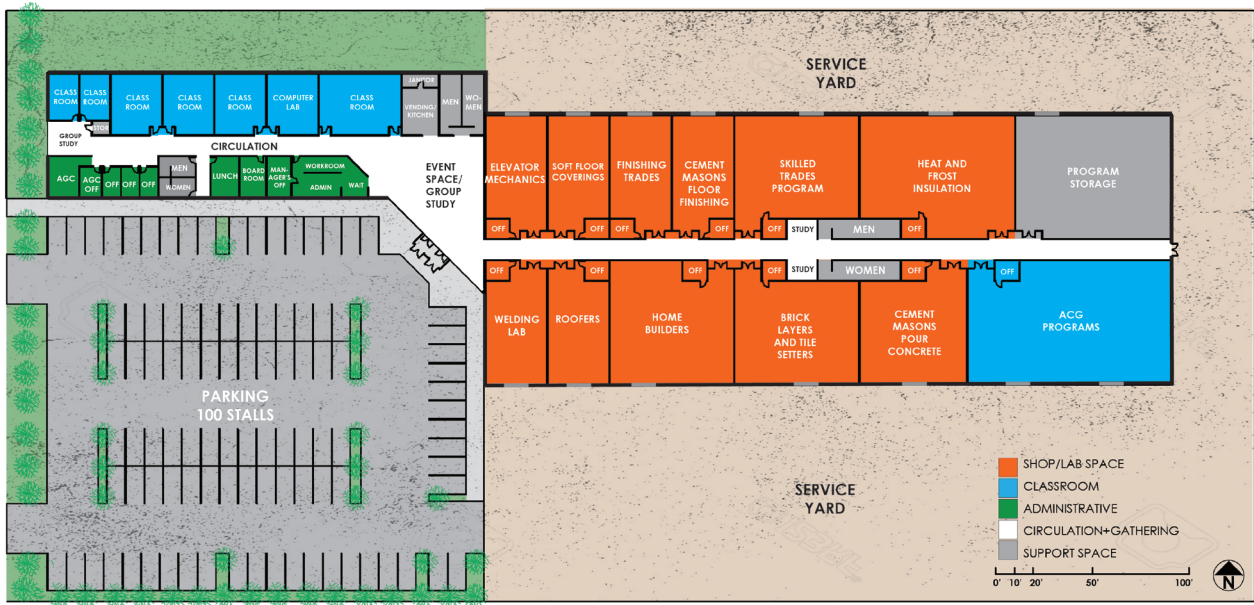 SERVICE
YARD
CLASS
ROOM
CLASS
ROOM
CLASS
ROOM
CLASS
ROOM
CLASS
ROOM
COMPUTER
LAB
CLASS
ROOM
JANITOR
VENDING/
KITCHEN
MEN
WO-
MEN
STOR
GROUP
STUDY
CIRCULATION
AGC
AGC
OFF
OFF
OFF
OFF
MEN
WOMEN
LUNCH
BOARD
ROOM
MAN-
AGER'S
OFF
WORKROOM
ADMIN
WAIT
EVENT
SPACE/
GROUP
STUDY
ELEVATOR
MECHANICS
SOFT FLOOR
COVERINGS
FINISHING
TRADES
CEMENT
MASONS
FLOOR
FINISHING
SKILLED
TRADES
PROGRAM
HEAT AND
FROST
INSULATION
PROGRAM
STORAGE
OFF
OFF
OFF
OFF
OFF
STUDY
MEN
OFF
OFF
OFF
OFF
OFF
STUDY
WOMEN
OFF
OFF
WELDING
LAB
ROOFERS
HOME
BUILDERS
BRICK
LAYERS
AND TILE
SETTERS
CEMENT
MASONS
POUR
CONCRETE
ACG
PROGRAMS
PARKING
100 STALLS
SERVICE
YARD
SHOP/LAB SPACE
CLASSROOM
ADMINISTRATIVE
CIRCULATION+GATHERING
SUPPORT SPACE
0' 10' 20' 50' 100'
N